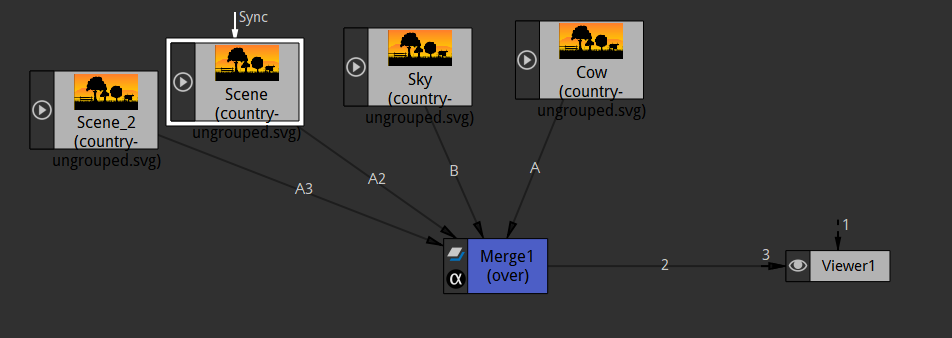 Sync
Scene_2
(country-
ungrouped.svg)
Scene
(country-
ungrouped.svg)
Sky
(country-
ungrouped.svg)
Cow
(country-
ungrouped.svg)
A3
A2
B
A
Merge1
(over)
α
2
3
1
Viewer1